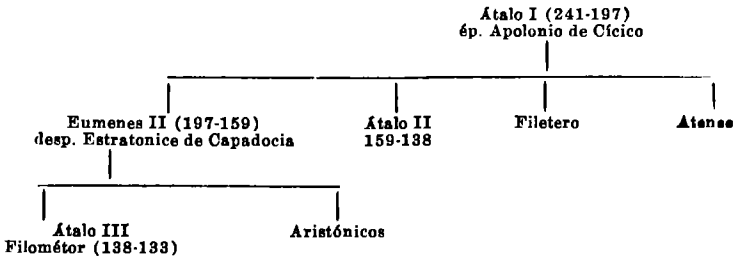 Átalo I (241-197)
ép. Apolonio de Cícico
Eumenes II (197-159)
desp. Estratonice de Capadocia
Átalo II
159-138
Filetero
Ateneo
Átalo III
Filométor (138-133)
Aristónicos